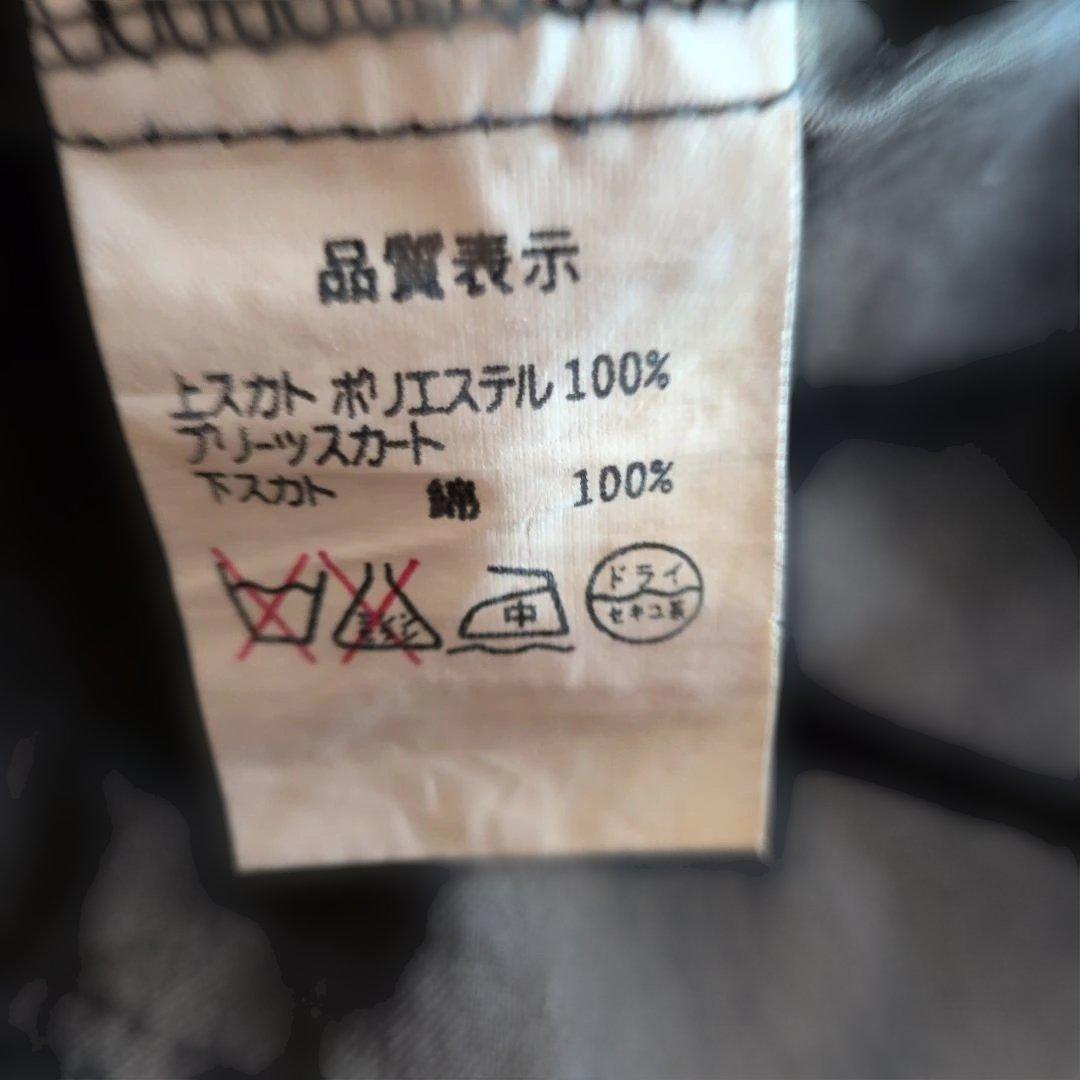 品質表示
上スカト ポリエステル 100%
プリーツスカート
下スカト 綿 100%
中
ドライ
セキユ系